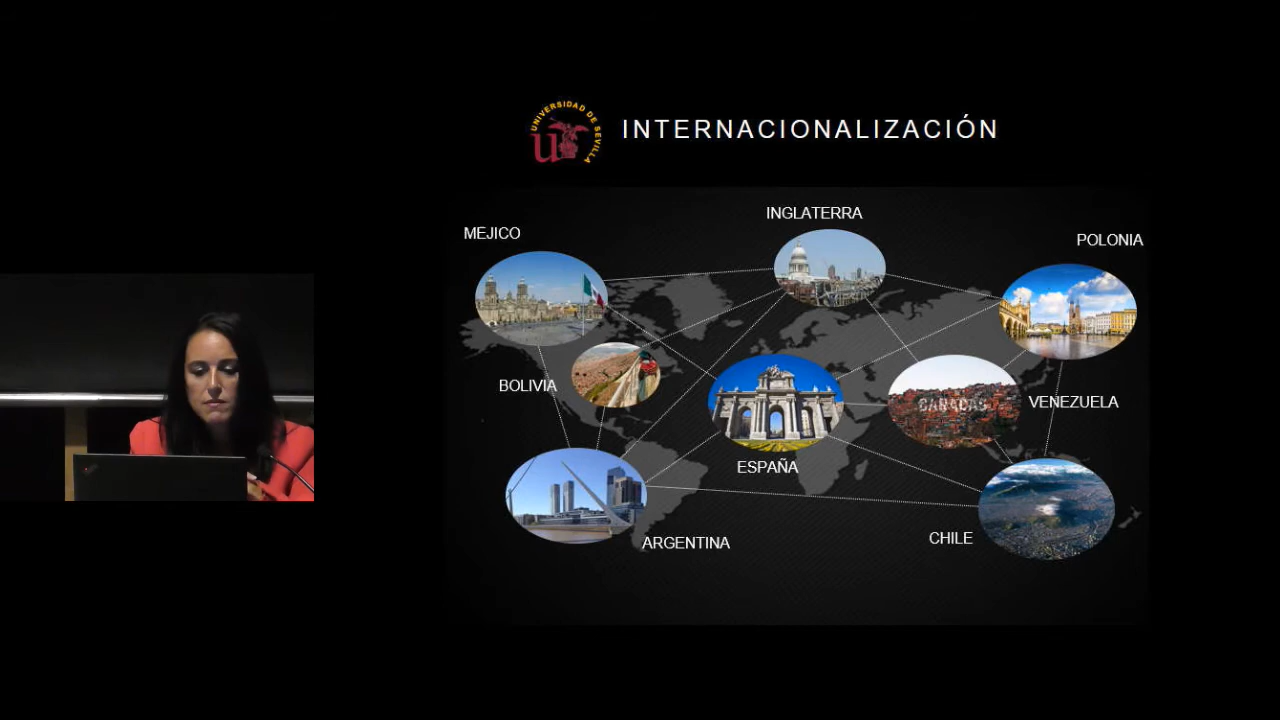 UNIVERSIDAD DE SEVILLA
u
INTERNACIONALIZACIÓN
INGLATERRA
MEJICO
POLONIA
BOLIVIA
CARACAS
VENEZUELA
ESPAÑA
CHILE
ARGENTINA